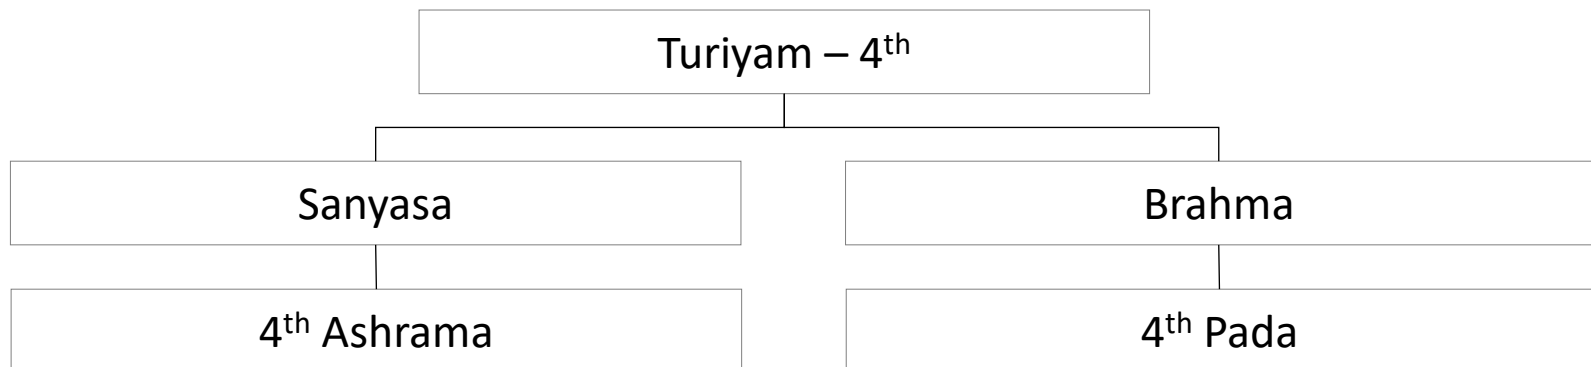 Turiyam – 4th
Sanyasa
Brahma
4th Ashrama
4th Pada